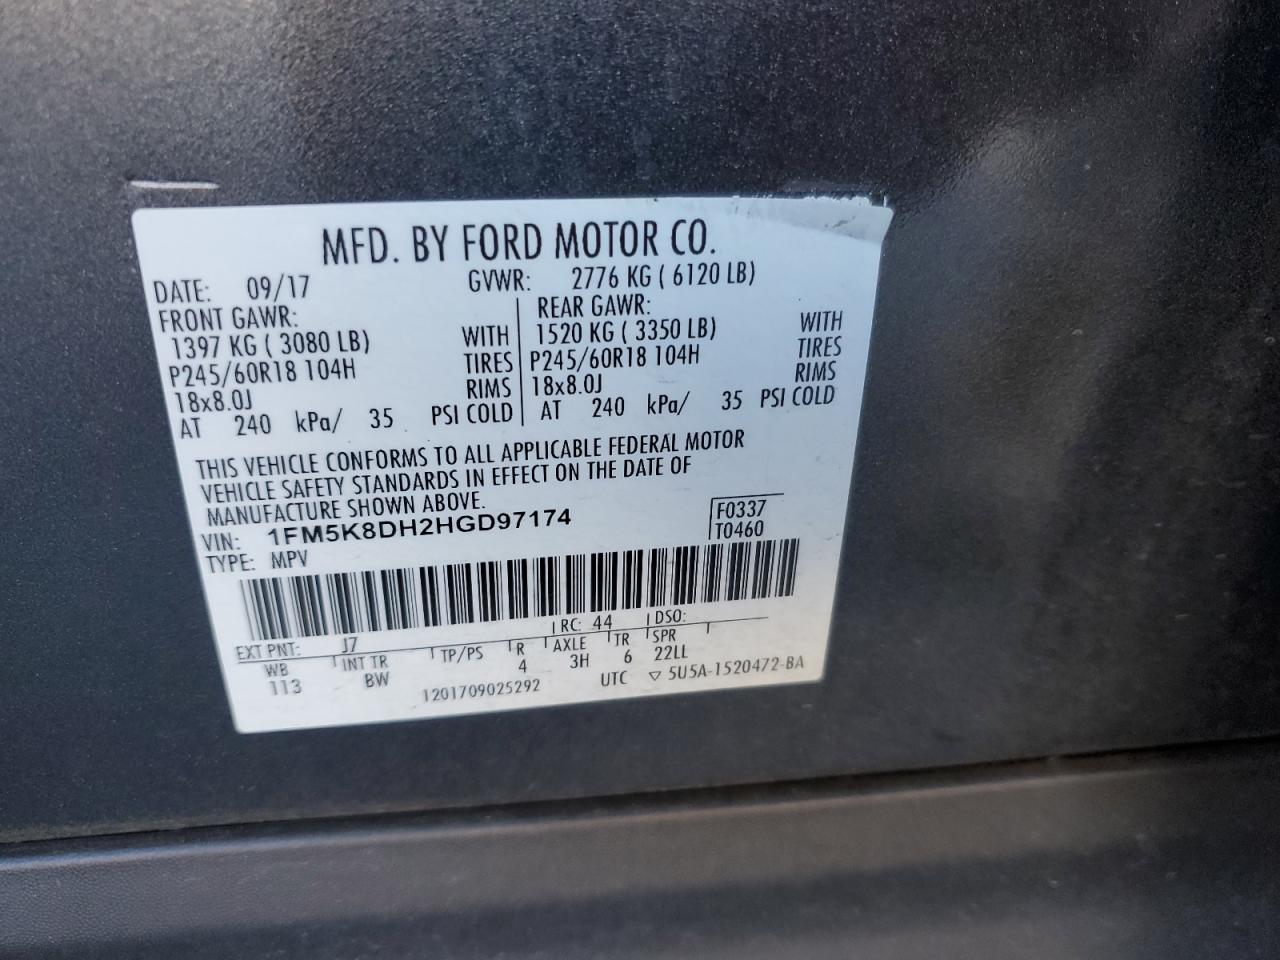 MFD. BY FORD MOTOR CO.
DATE: 09/17 GVWR: 2776 KG ( 6120 LB)
FRONT GAWR: REAR GAWR:
1397 KG ( 3080 LB) WITH 1520 KG ( 3350 LB) WITH
P245/60R18 104H TIRES P245/60R18 104H TIRES
18x8.0J RIMS 18x8.0J RIMS
AT 240 kPa/ 35 PSI COLD AT 240 kPa/ 35 PSI COLD
THIS VEHICLE CONFORMS TO ALL APPLICABLE FEDERAL MOTOR
VEHICLE SAFETY STANDARDS IN EFFECT ON THE DATE OF
MANUFACTURE SHOWN ABOVE.
VIN: 1FM5K8DH2HGD97174 F0337
TYPE: MPV T0460
EXT PNT: J7 RC: 44 DSO:
WB INT TR TP/PS R AXLE TR SPR
113 BW 4 3H 6 22LL
1201709025292 UTC ▽ 5U5A-1520472-BA